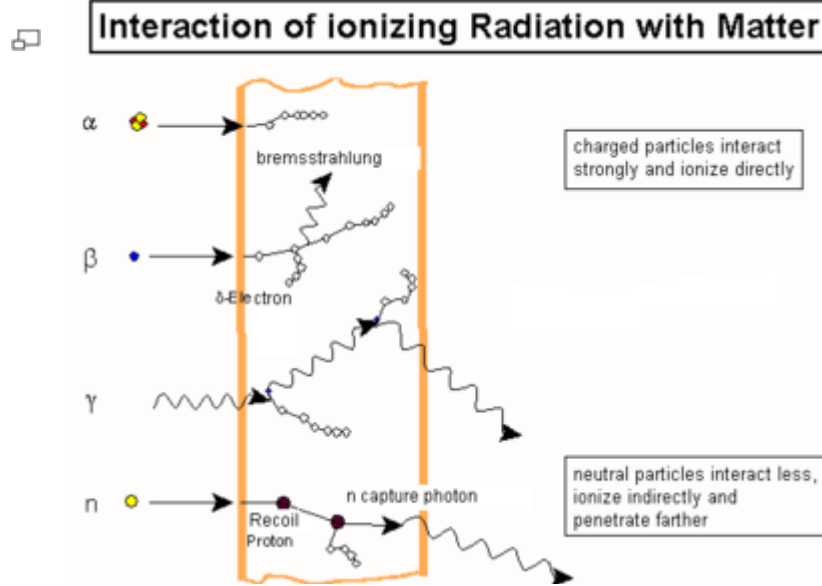 Interaction of ionizing Radiation with Matter
α
bremsstrahlung
charged particles interact
strongly and ionize directly
β
δ-Electron
γ
n
n capture photon
Recoil
Proton
neutral particles interact less,
ionize indirectly and
penetrate farther